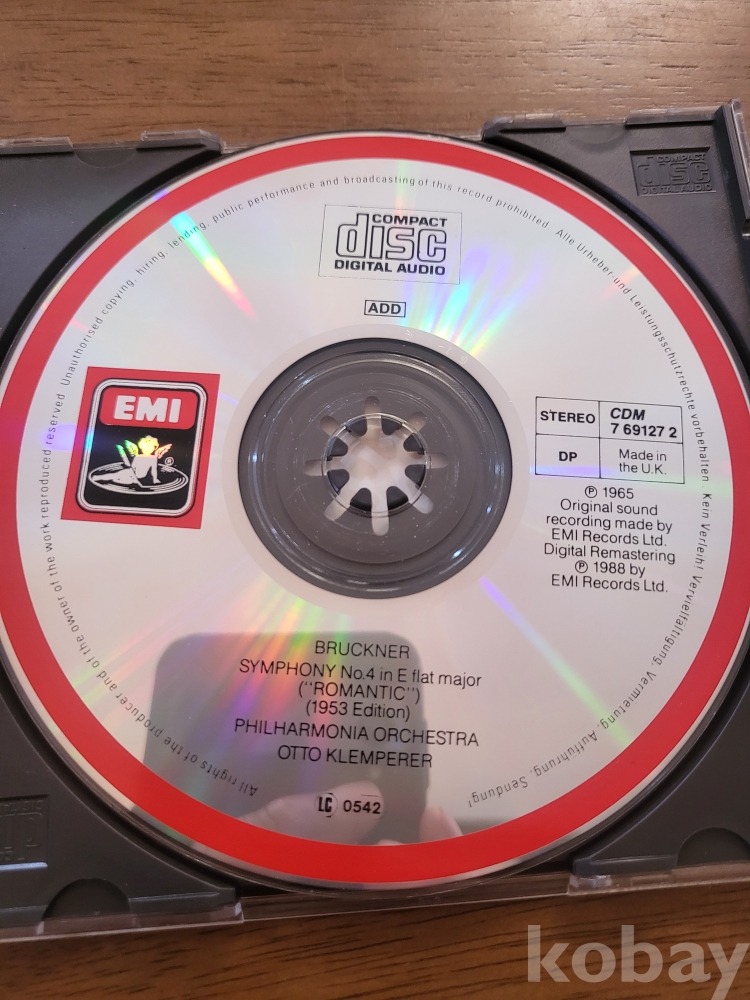 COMPACT
disc
DIGITAL AUDIO
COMPACT
disc
DIGITAL AUDIO
ADD
All rights of the producer and of the owner of the work reproduced reserved. Unauthorised copying, hiring, lending, public performance and broadcasting of this record prohibited. Alle Urheber und Leistungsschutzrechte vorbehalten. Kein Verleih! Vervielfältigung, Vermietung, Aufführung, Sendung!
EMI
®
STEREO
CDM
7 69127 2
DP
Made in
the U.K.
℗ 1965
Original sound
recording made by
EMI Records Ltd.
Digital Remastering
℗ 1988 by
EMI Records Ltd.
BRUCKNER
SYMPHONY No.4 in E flat major
(''ROMANTIC'')
(1953 Edition)
PHILHARMONIA ORCHESTRA
OTTO KLEMPERER
LC 0542
kobay